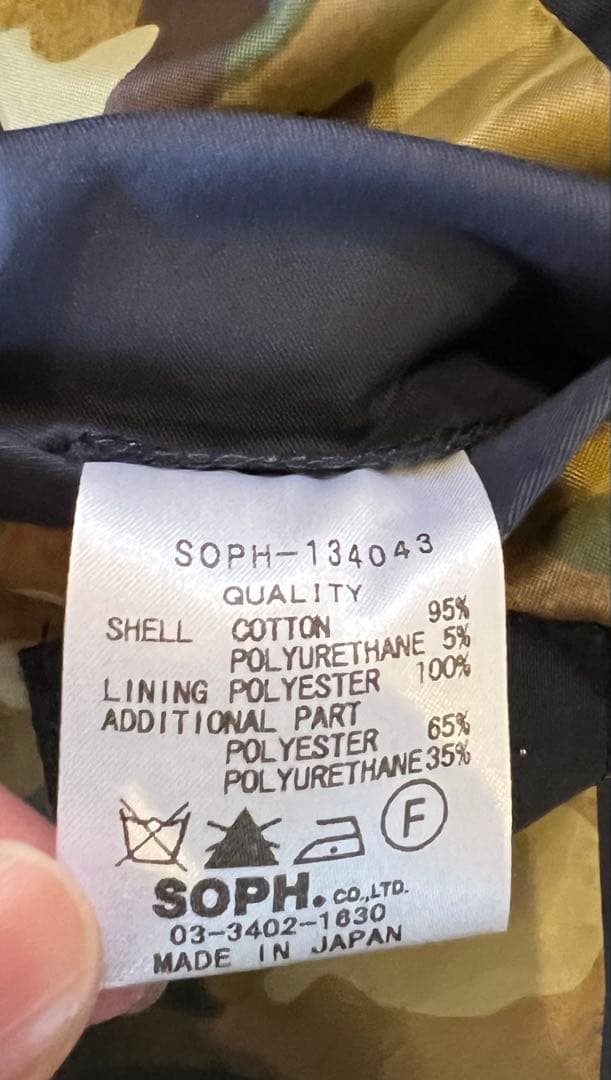 SOPH-134043
QUALITY
SHELL COTTON 95%
POLYURETHANE 5%
LINING POLYESTER 100%
ADDITIONAL PART
POLYESTER 65%
POLYURETHANE 35%
F
SOPH. CO.,LTD.
03-3402-1630
MADE IN JAPAN